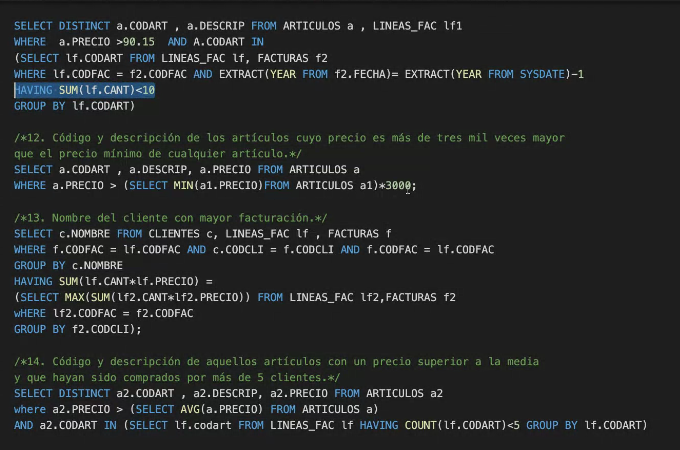 SELECT DISTINCT a.CODART , a.DESCRIP FROM ARTICULOS a , LINEAS_FAC lf1
WHERE  a.PRECIO >90.15  AND A.CODART IN
(SELECT lf.CODART FROM LINEAS_FAC lf, FACTURAS f2
WHERE lf.CODFAC = f2.CODFAC AND EXTRACT(YEAR FROM f2.FECHA)= EXTRACT(YEAR FROM SYSDATE)-1
HAVING SUM(lf.CANT)<10
GROUP BY lf.CODART)
/*12. Código y descripción de los artículos cuyo precio es más de tres mil veces mayor
que el precio mínimo de cualquier artículo.*/
SELECT a.CODART , a.DESCRIP, a.PRECIO FROM ARTICULOS a
WHERE a.PRECIO > (SELECT MIN(a1.PRECIO)FROM ARTICULOS a1)*3000;
/*13. Nombre del cliente con mayor facturación.*/
SELECT c.NOMBRE FROM CLIENTES c, LINEAS_FAC lf , FACTURAS f
WHERE f.CODFAC = lf.CODFAC AND c.CODCLI = f.CODCLI AND f.CODFAC = lf.CODFAC
GROUP BY c.NOMBRE
HAVING SUM(lf.CANT*lf.PRECIO) =
(SELECT MAX(SUM(lf2.CANT*lf2.PRECIO)) FROM LINEAS_FAC lf2,FACTURAS f2
wHERE lf2.CODFAC = f2.CODFAC
GROUP BY f2.CODCLI);
/*14. Código y descripción de aquellos artículos con un precio superior a la media
y que hayan sido comprados por más de 5 clientes.*/
SELECT DISTINCT a2.CODART , a2.DESCRIP, a2.PRECIO FROM ARTICULOS a2
where a2.PRECIO > (SELECT AVG(a.PRECIO) FROM ARTICULOS a)
AND a2.CODART IN (SELECT lf.codart FROM LINEAS_FAC lf HAVING COUNT(lf.CODART)<5 GROUP BY lf.CODART)